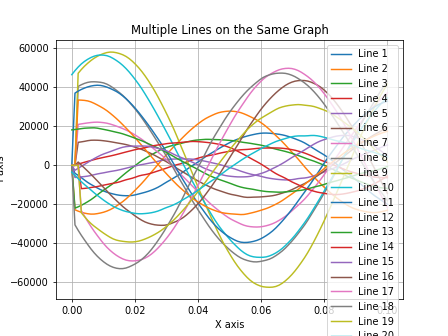 Multiple Lines on the Same Graph
60000
40000
20000
0
−20000
−40000
−60000
0.00
0.02
0.04
0.06
X axis
Line 1
Line 2
Line 3
Line 4
Line 5
Line 6
Line 7
Line 8
Line 9
Line 10
Line 11
Line 12
Line 13
Line 14
Line 15
Line 16
Line 17
Line 18
Line 19